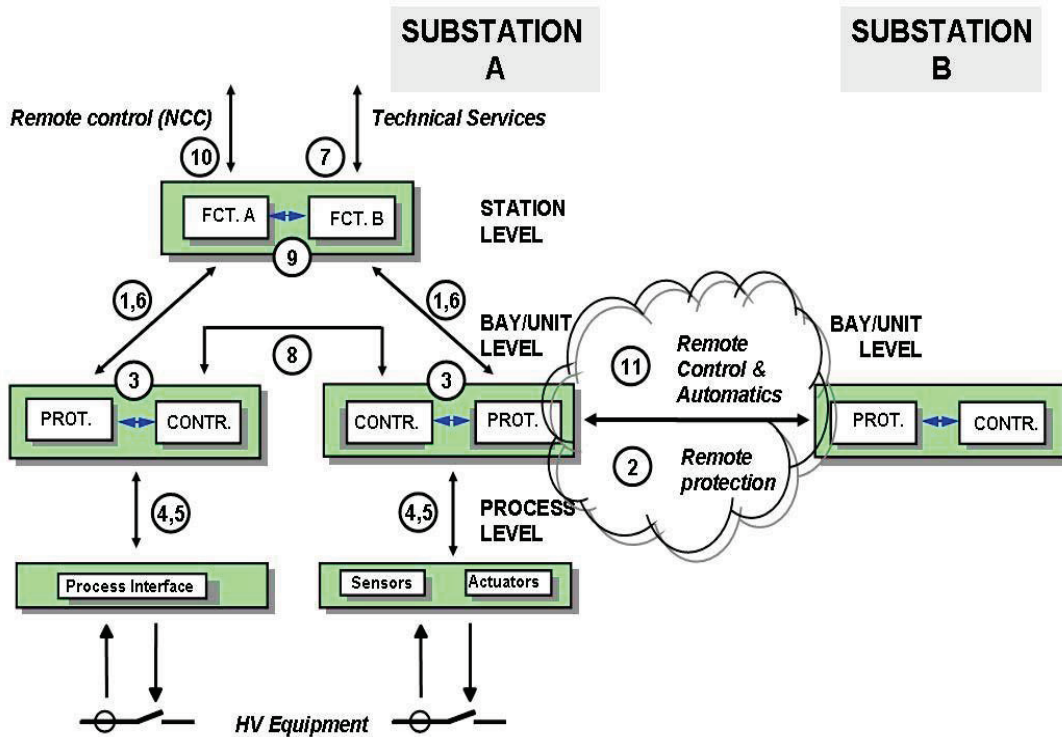 SUBSTATION
A
SUBSTATION
B
Remote control (NCC)
Technical Services
10
7
FCT. A
FCT. B
STATION
LEVEL
9
1,6
1,6
BAY/UNIT
LEVEL
8
3
3
PROT.
CONTR.
CONTR.
PROT.
11
Remote
Control &
Automatics
2
Remote
protection
BAY/UNIT
LEVEL
PROT.
CONTR.
4,5
4,5
PROCESS
LEVEL
Process Interface
Sensors
Actuators
HV Equipment